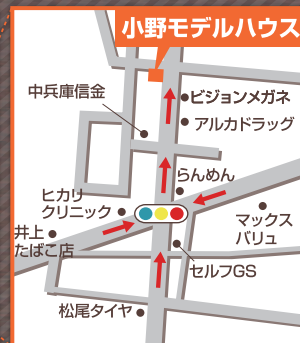 小野モデルハウス
中兵庫信金
ビジョンメガネ
アルカドラッグ
らんめん
ヒカリ
クリニック
マックス
バリュ
井上
たばこ店
セルフGS
松尾タイヤ